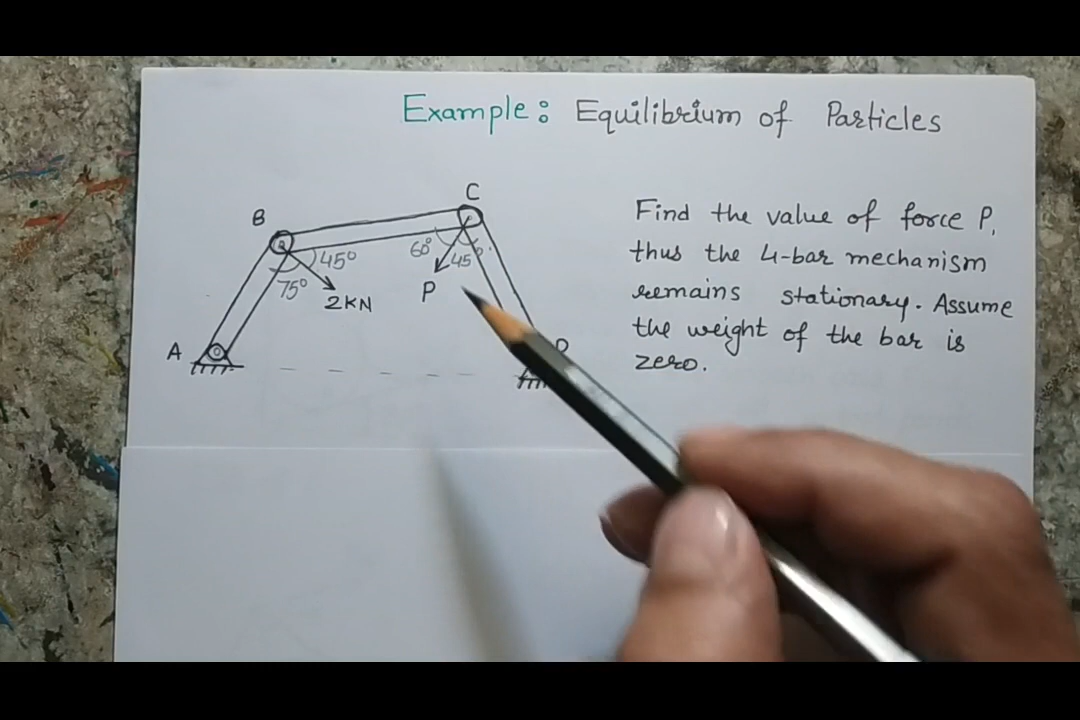 Example: Equilibrium of Particles
Find the value of force P,
thus the 4-bar mechanism
remains stationary. Assume
the weight of the bar is
zero.
C
B
60°
45°
45°
75°
P
2KN
A
D